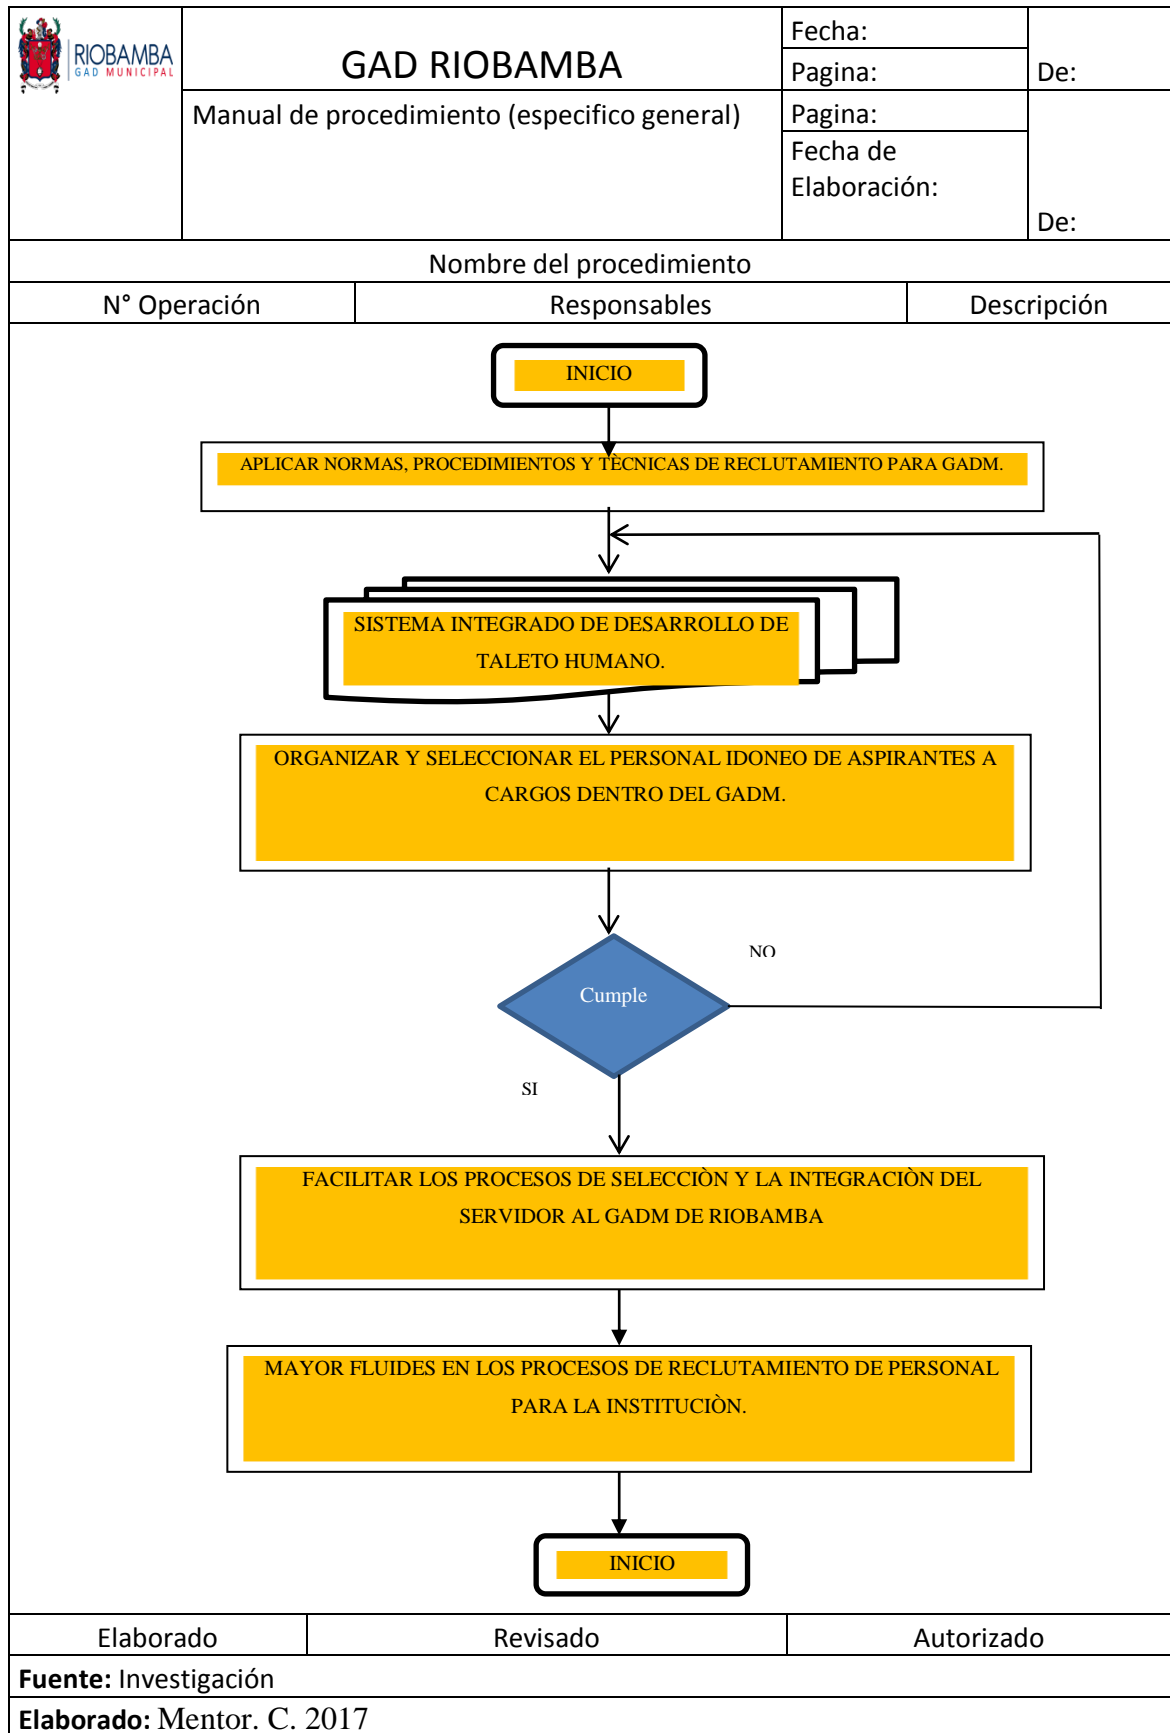 RIOBAMBA
GAD MUNICIPAL
GAD RIOBAMBA
Fecha:
Pagina:
De:
Manual de procedimiento (especifico general)
Pagina:
Fecha de
Elaboración:
De:
Nombre del procedimiento
N° Operación
Responsables
Descripción
INICIO
APLICAR NORMAS, PROCEDIMIENTOS Y TÈCNICAS DE RECLUTAMIENTO PARA GADM.
SISTEMA INTEGRADO DE DESARROLLO DE
TALETO HUMANO.
ORGANIZAR Y SELECCIONAR EL PERSONAL IDONEO DE ASPIRANTES A
CARGOS DENTRO DEL GADM.
NO
Cumple
SI
FACILITAR LOS PROCESOS DE SELECCIÒN Y LA INTEGRACIÒN DEL
SERVIDOR AL GADM DE RIOBAMBA
MAYOR FLUIDES EN LOS PROCESOS DE RECLUTAMIENTO DE PERSONAL
PARA LA INSTITUCIÒN.
INICIO
Elaborado
Revisado
Autorizado
Fuente: Investigación
Elaborado: Mentor. C. 2017